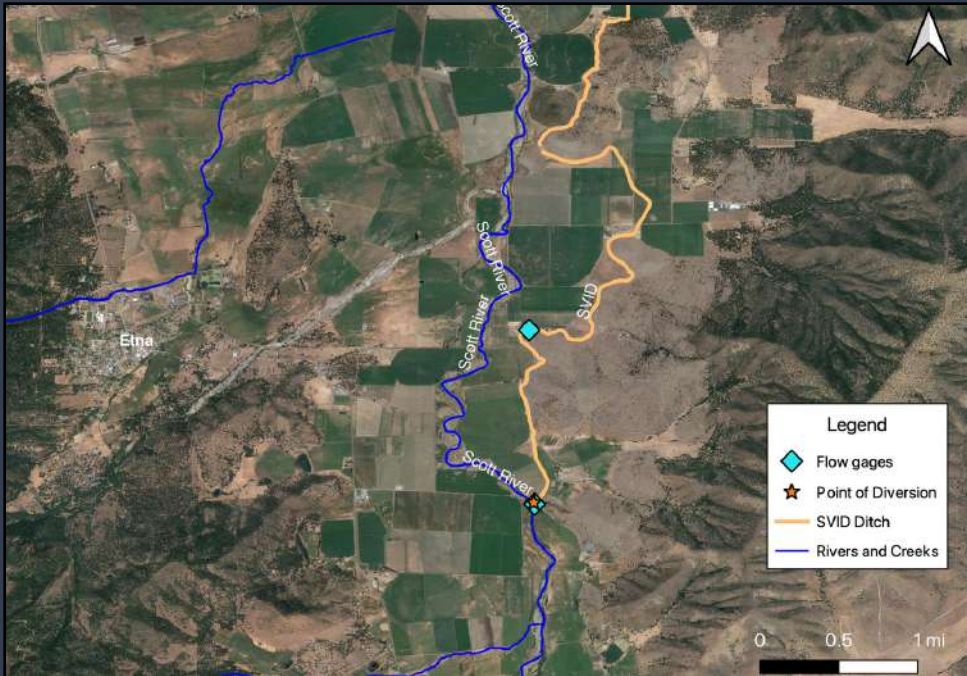 Scott River
Scott River
SVID
Scott River
Etna
Scott River
Legend
Flow gages
Point of Diversion
SVID Ditch
Rivers and Creeks
0 0.5 1 mi